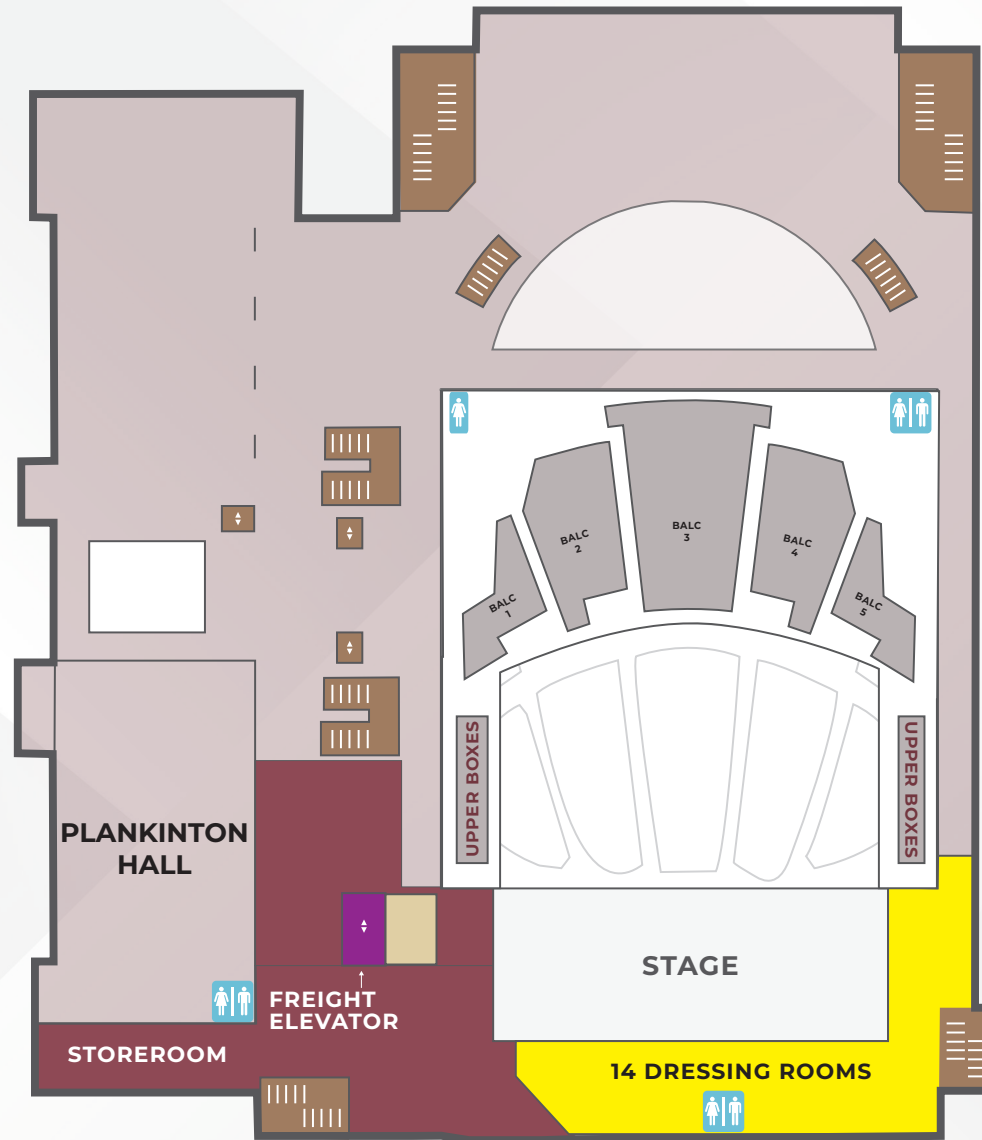 BALC
3
BALC
2
BALC
4
BALC
1
BALC
5
UPPER BOXES
UPPER BOXES
PLANKINTON
HALL
STAGE
FREIGHT
ELEVATOR
STOREROOM
14 DRESSING ROOMS